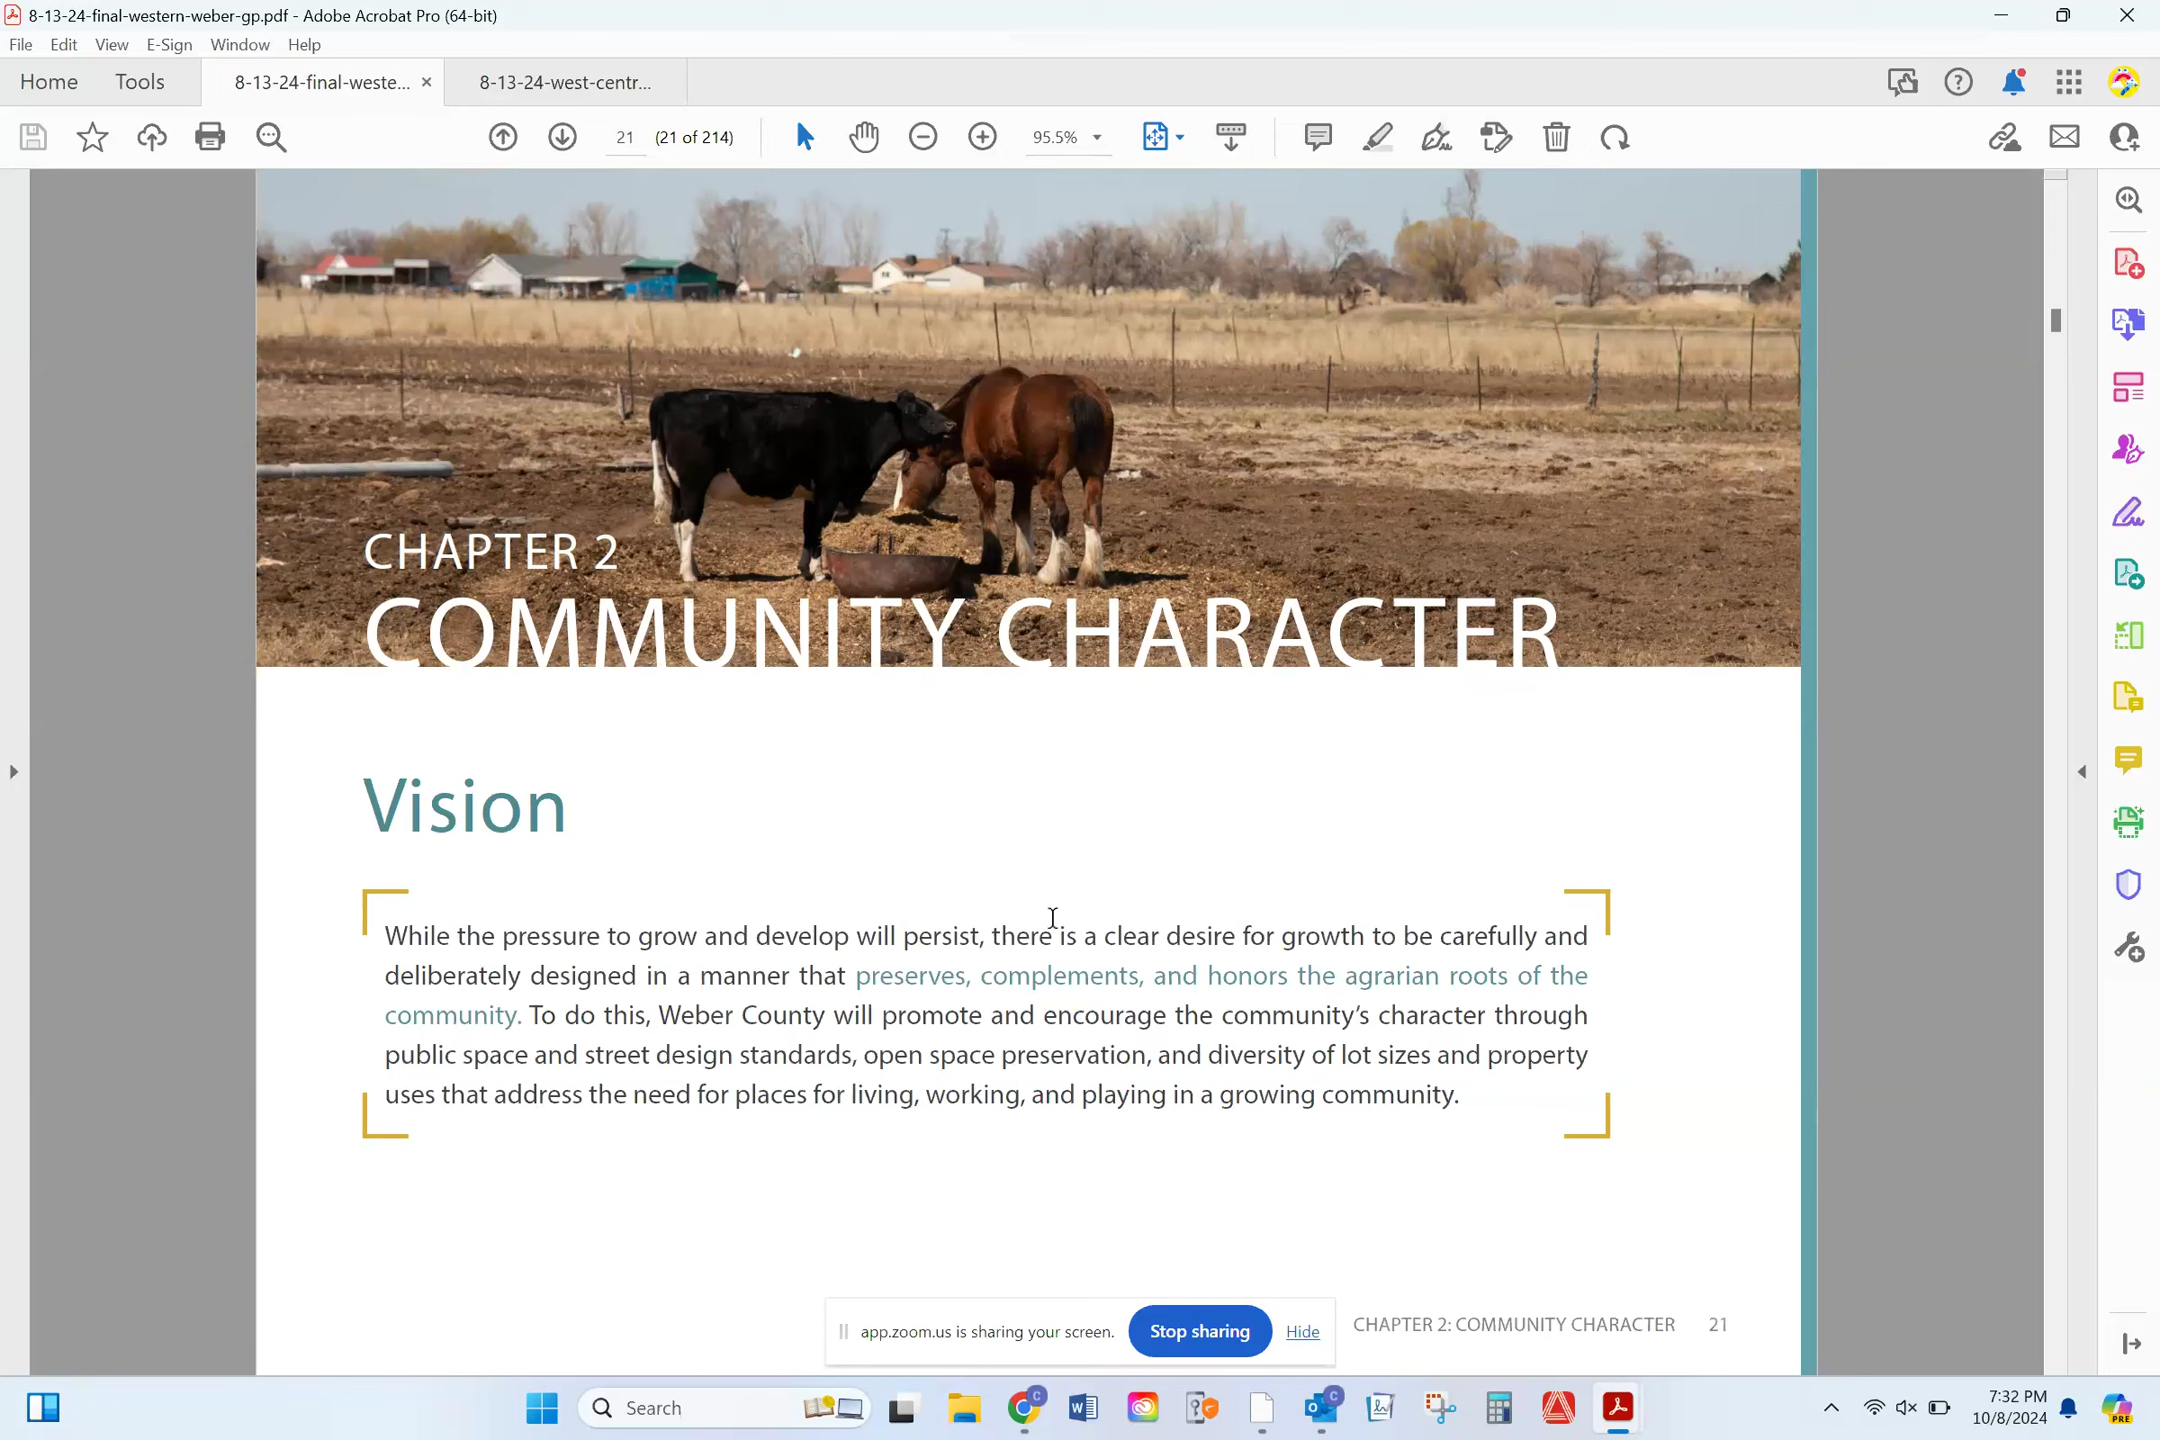 8-13-24-final-western-weber-gp.pdf - Adobe Acrobat Pro (64-bit)
File Edit View E-Sign Window Help
Home Tools 8-13-24-final-weste... 8-13-24-west-centr...
21 (21 of 214) 95.5%
CHAPTER 2
COMMUNITY CHARACTER
Vision
While the pressure to grow and develop will persist, there is a clear desire for growth to be carefully and
deliberately designed in a manner that preserves, complements, and honors the agrarian roots of the
community. To do this, Weber County will promote and encourage the community’s character through
public space and street design standards, open space preservation, and diversity of lot sizes and property
uses that address the need for places for living, working, and playing in a growing community.
app.zoom.us is sharing your screen. Stop sharing Hide
CHAPTER 2: COMMUNITY CHARACTER 21
Search
7:32 PM
10/8/2024
PRE